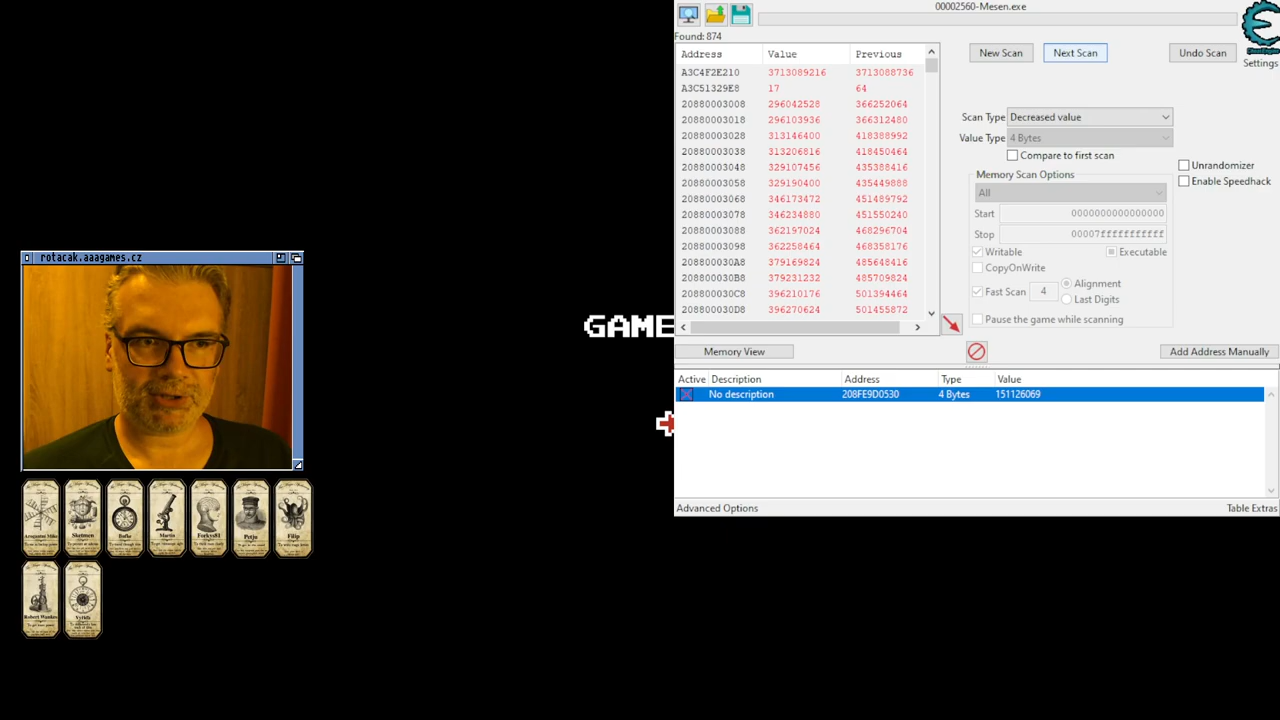 00002560-Mesen.exe
Found: 874
Address Value Previous
New Scan Next Scan Undo Scan
Settings
A3C4F2E210 3713089216 3713088736
A3C51329E8 17 64
20880003008 296042528 366252064
20880003018 296103936 366312480
20880003028 313146400 418388992
20880003038 313206816 418450464
20880003048 329107456 435388416
20880003058 329190400 435449888
20880003068 346173472 451489792
20880003078 346234880 451550240
20880003088 362197024 468296704
20880003098 362258464 468358176
208800030A8 379169824 485648416
208800030B8 379231232 485709824
208800030C8 396210176 501394464
208800030D8 396270624 501455872
Scan Type Decreased value
Value Type 4 Bytes
Compare to first scan
Unrandomizer
Enable Speedhack
Memory Scan Options
All
Start 0000000000000000
Stop 00007fffffffffff
Writable Executable
CopyOnWrite
Fast Scan 4 Alignment
Last Digits
Pause the game while scanning
Memory View Add Address Manually
Active Description Address Type Value
No description 208FE9D0530 4 Bytes 151126069
Advanced Options Table Extras
rotacak.aaagames.cz
GAME
Skeimen
Bafio
Martin
Forkys81
Petju
Filip